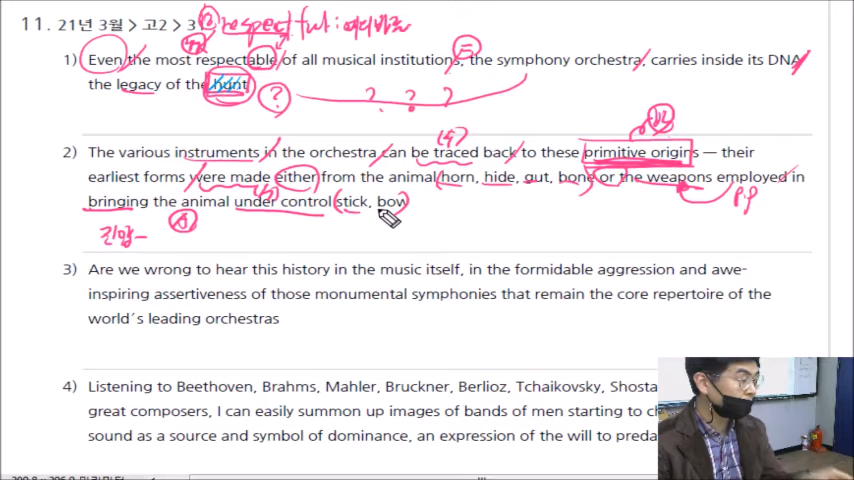 11. 21년 3월 > 고2 > 3 respectful : 예의바른
1) Even the most respectable of all musical institutions, the symphony orchestra, carries inside its DNA
the legacy of the hunt
? ? ? ?
2) The various instruments in the orchestra can be traced back to these primitive origins — their
earliest forms were made either from the animal (horn, hide, gut, bone) or the weapons employed in
p.p
bringing the animal under control (stick, bow)
3) Are we wrong to hear this history in the music itself, in the formidable aggression and awe-
inspiring assertiveness of those monumental symphonies that remain the core repertoire of the
world´s leading orchestras
4) Listening to Beethoven, Brahms, Mahler, Bruckner, Berlioz, Tchaikovsky, Shosta
great composers, I can easily summon up images of bands of men starting to ch
sound as a source and symbol of dominance, an expression of the will to preda